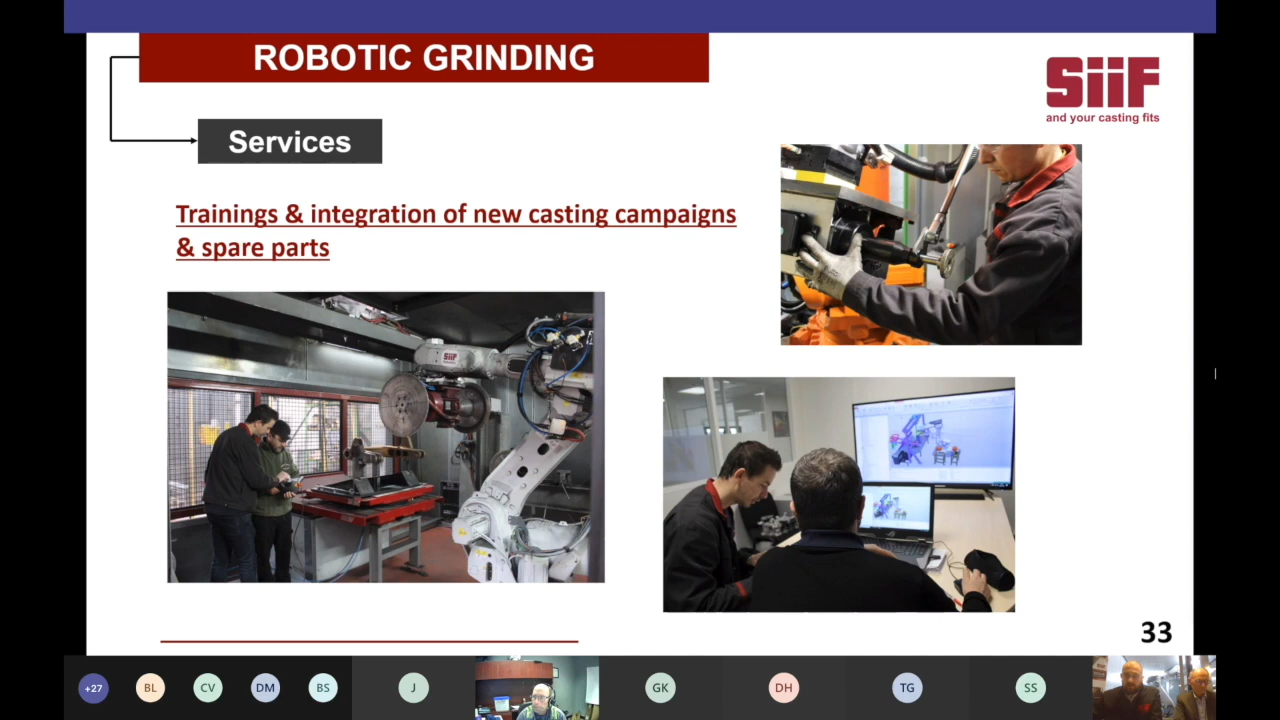 ROBOTIC GRINDING
SiiF
and your casting fits
Services
Trainings & integration of new casting campaigns
& spare parts
SiiF
33
+27
BL
CV
DM
BS
J
GK
DH
TG
SS